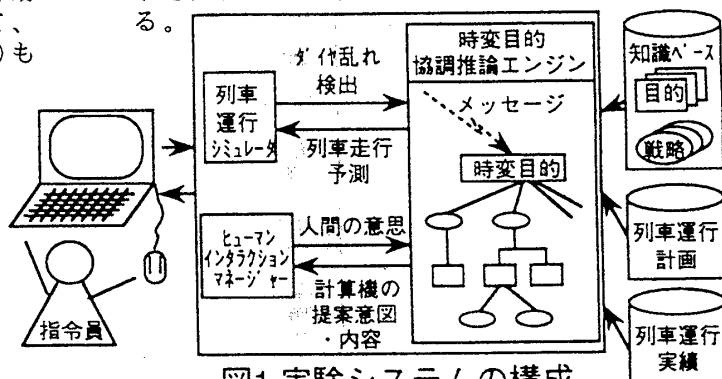 、
る。
)も
列車
運行
ｼﾐｭﾚｰﾀ
ﾀﾞｲﾔ乱れ
検出
列車走行
予測
ﾋｭｰﾏﾝ
ｲﾝﾀﾗｸｼｮﾝ
ﾏﾈｰｼﾞｬｰ
人間の意思
計算機の
提案意図
・内容
時変目的
協調推論エンジン
メッセージ
時変目的
知識ﾍﾞｰｽ
目的
戦略
列車運行
計画
列車運行
実績
指令員
図1 実験システムの構成